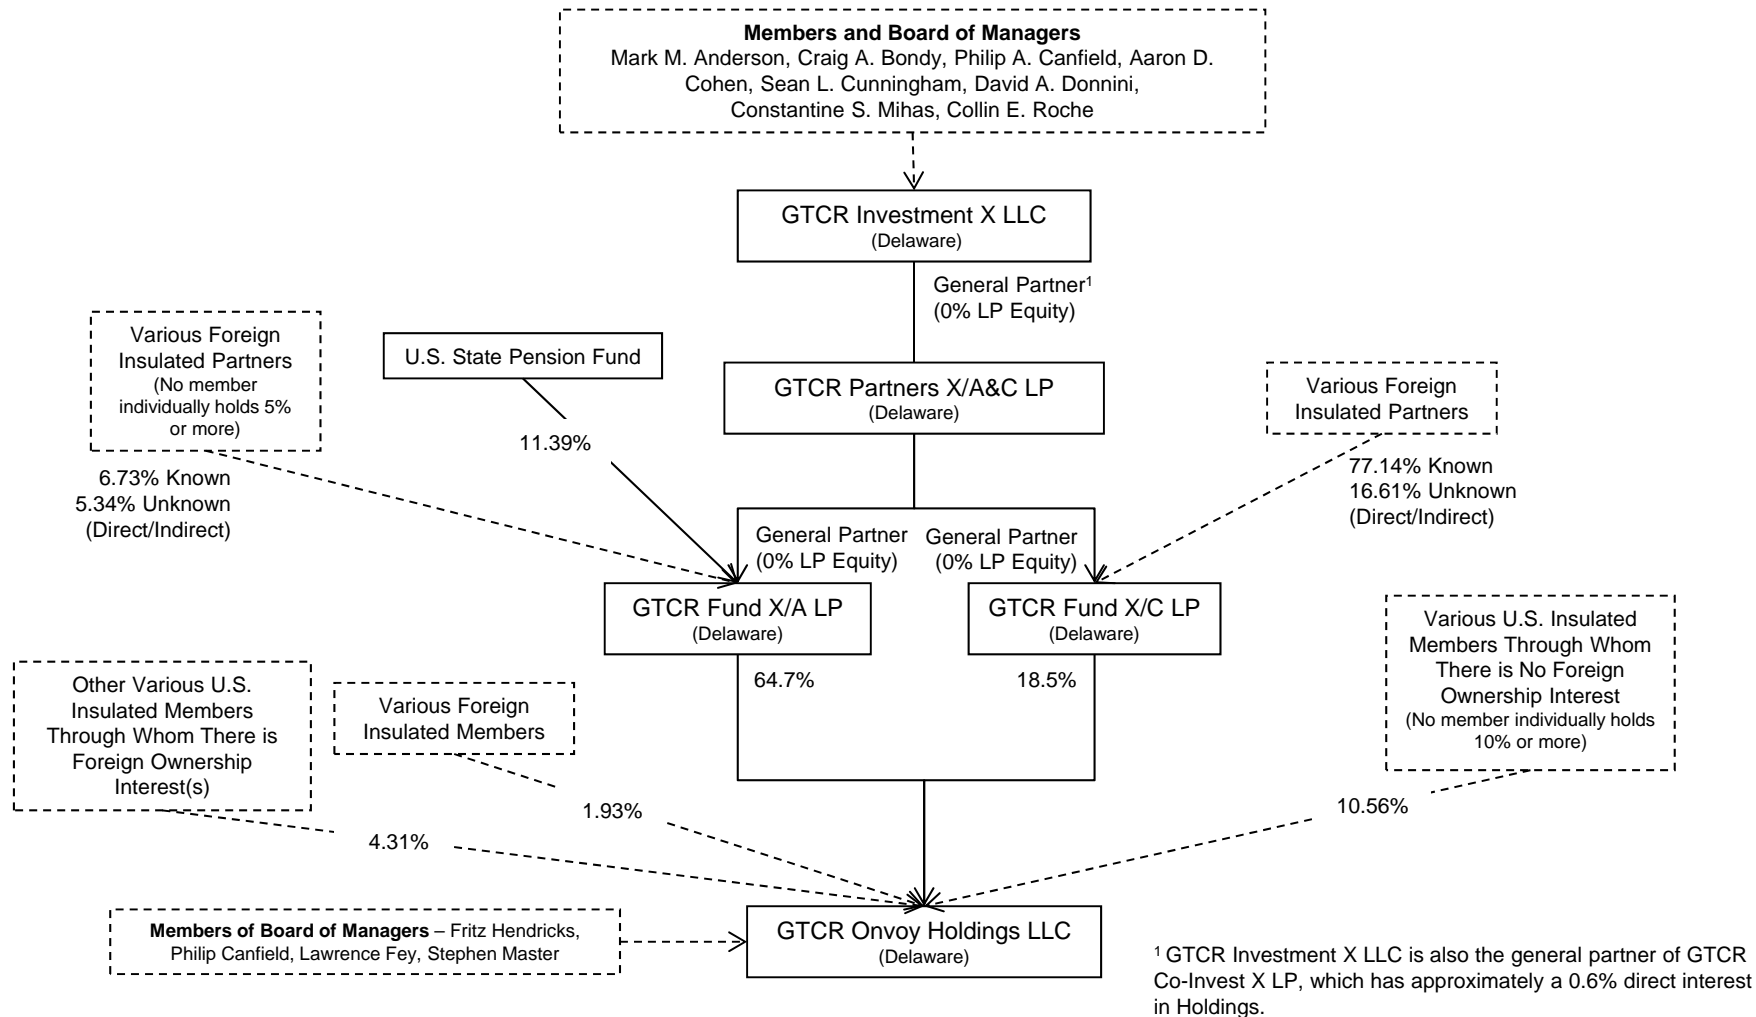 Members and Board of Managers
Mark M. Anderson, Craig A. Bondy, Philip A. Canfield, Aaron D.
Cohen, Sean L. Cunningham, David A. Donnini,
Constantine S. Mihas, Collin E. Roche
GTCR Investment X LLC
(Delaware)
General Partner¹
(0% LP Equity)
Various Foreign
Insulated Partners
(No member
individually holds 5%
or more)
U.S. State Pension Fund
GTCR Partners X/A&C LP
(Delaware)
Various Foreign
Insulated Partners
11.39%
6.73% Known
5.34% Unknown
(Direct/Indirect)
77.14% Known
16.61% Unknown
(Direct/Indirect)
General Partner
(0% LP Equity)
General Partner
(0% LP Equity)
GTCR Fund X/A LP
(Delaware)
GTCR Fund X/C LP
(Delaware)
Various U.S. Insulated
Members Through Whom
There is No Foreign
Ownership Interest
(No member individually holds
10% or more)
Other Various U.S.
Insulated Members
Through Whom There is
Foreign Ownership
Interest(s)
Various Foreign
Insulated Members
64.7%
18.5%
4.31%
1.93%
10.56%
Members of Board of Managers – Fritz Hendricks,
Philip Canfield, Lawrence Fey, Stephen Master
GTCR Onvoy Holdings LLC
(Delaware)
¹ GTCR Investment X LLC is also the general partner of GTCR
Co-Invest X LP, which has approximately a 0.6% direct interest
in Holdings.